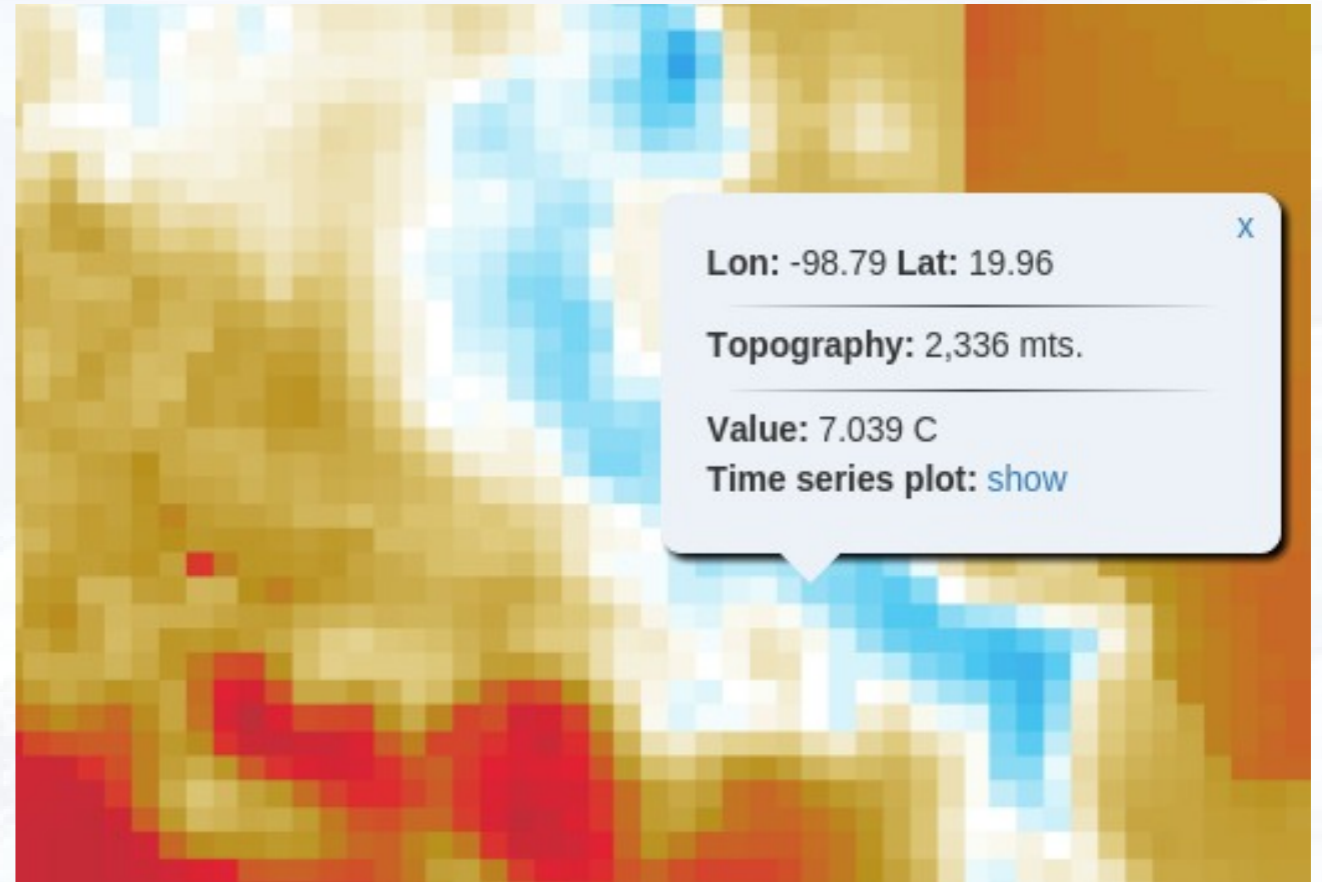 x
Lon: -98.79 Lat: 19.96
Topography: 2,336 mts.
Value: 7.039 C
Time series plot: show